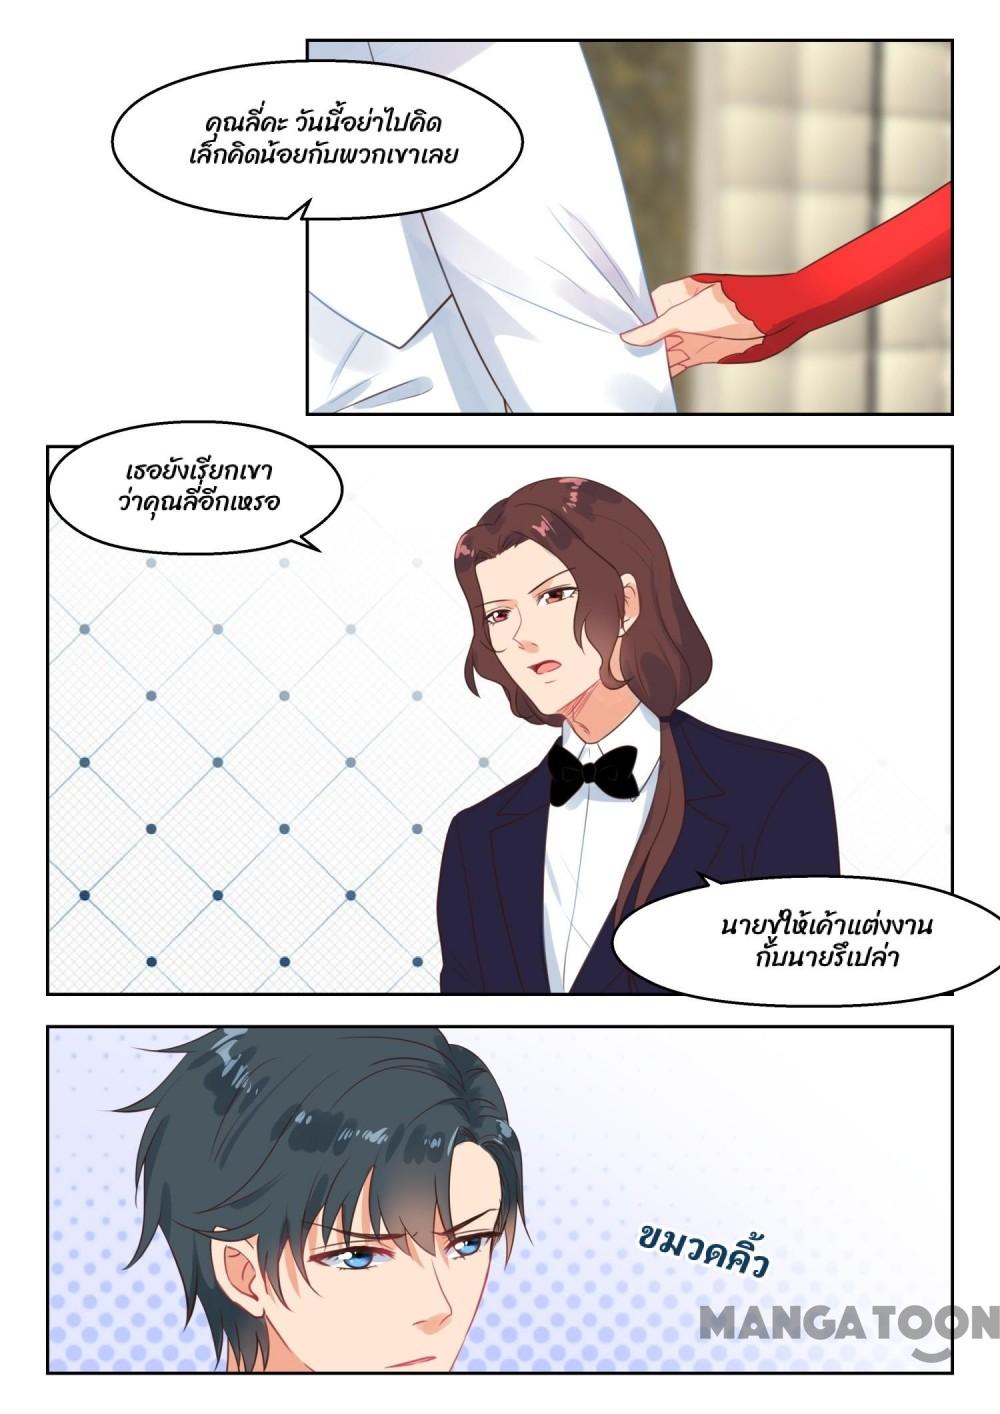 คุณลี่คะ วันนี้อย่าไปคิด
เล็กคิดน้อยกับพวกเขาเลย
เธอยังเรียกเขา
ว่าคุณลี่อีกเหรอ
นายขู่ให้เค้าแต่งงาน
กับนายรึเปล่า
ขมวดคิ้ว
MANGATOON